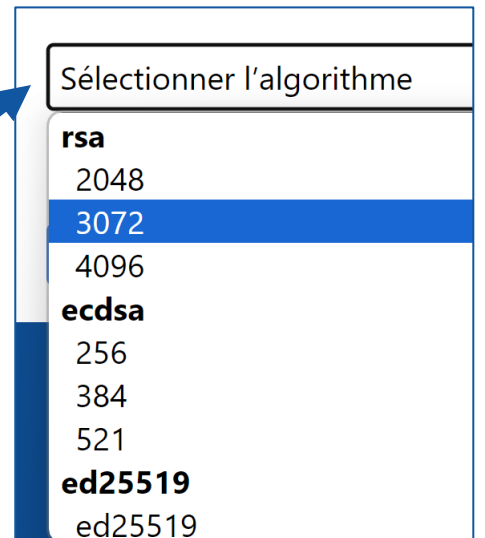 Sélectionner l’algorithme
rsa
2048
3072
4096
ecdsa
256
384
521
ed25519
ed25519